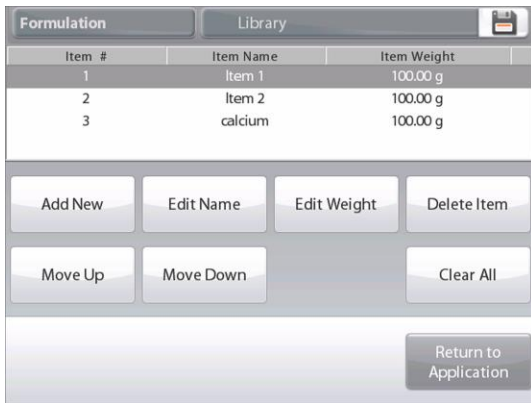 Formulation Library
Item # Item Name Item Weight
1 Item 1 100.00 g
2 Item 2 100.00 g
3 calcium 100.00 g
Add New Edit Name Edit Weight Delete Item
Move Up Move Down Clear All
Return to
Application